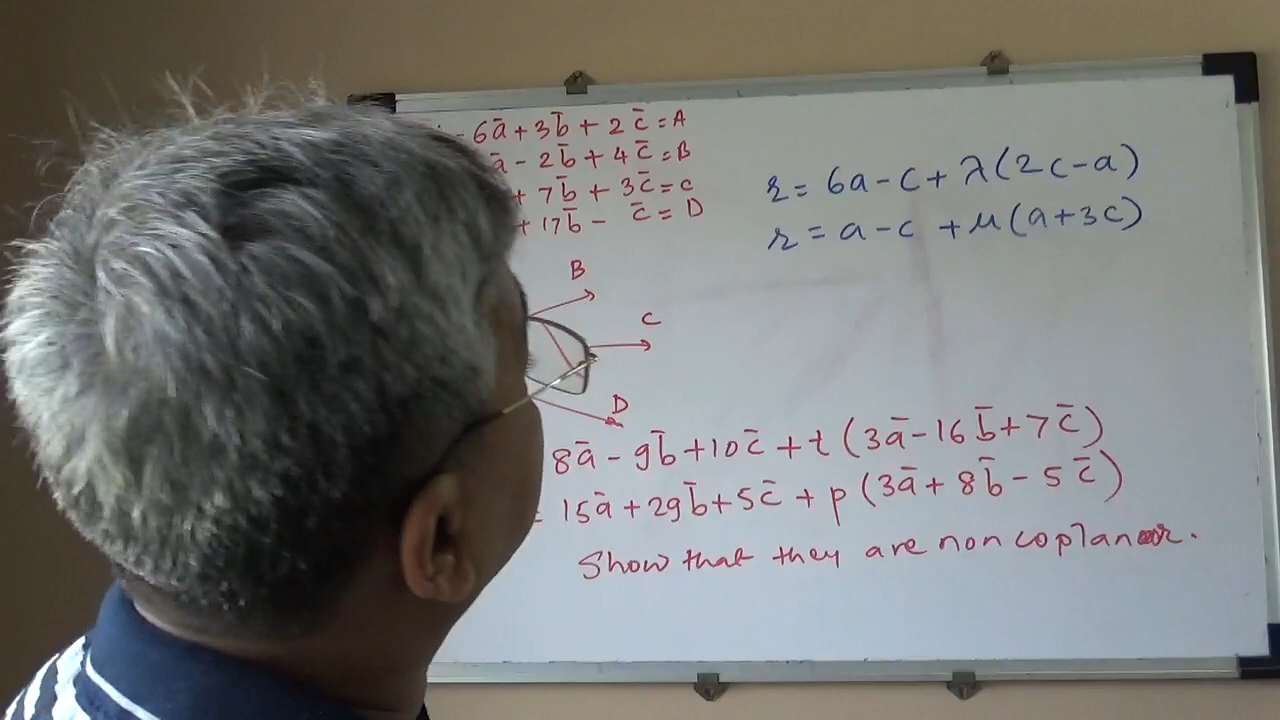 - 6a̅ + 3b̅ + 2c̅ = A
a̅ - 2b̅ + 4c̅ = B
+ 7b̅ + 3c̅ = c
+ 17b̅ - c̅ = D
r = 6a - c + λ(2c - a)
r = a - c + μ(a + 3c)
B
C
D
8a̅ - 9b̅ + 10c̅ + t (3a̅ - 16b̅ + 7c̅)
= 15a̅ + 29b̅ + 5c̅ + p (3a̅ + 8b̅ - 5c̅)
Show that they are non coplanar.